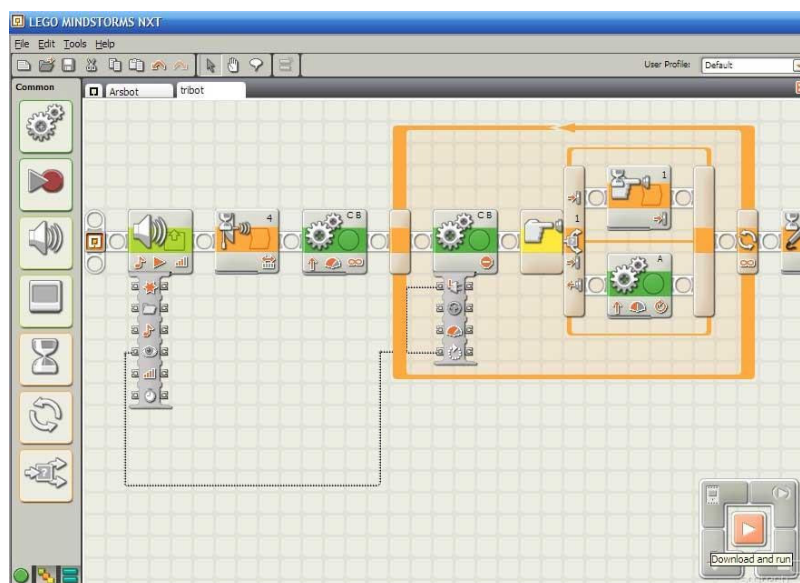 LEGO MINDSTORMS NXT
File Edit Tools Help
User Profile: Default
Common
Arsbot tribot
4
C B
C B
1
1
A
Download and run